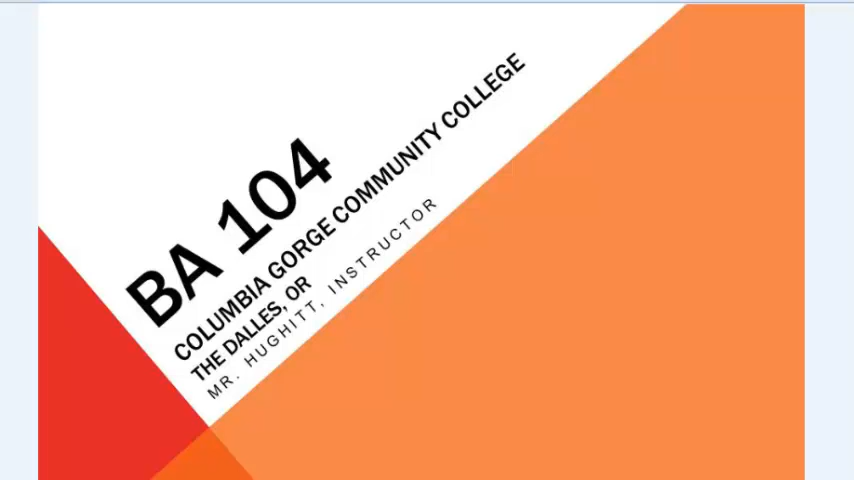 BA 104
COLUMBIA GORGE COMMUNITY COLLEGE
THE DALLES, OR
MR. HUGHITT, INSTRUCTOR